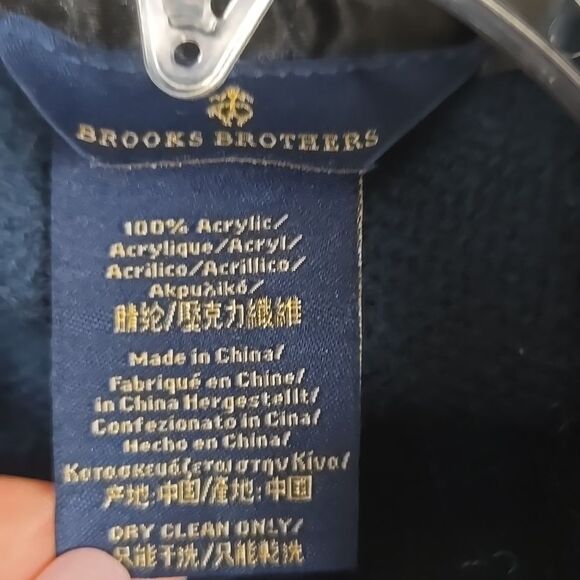 BROOKS BROTHERS
100% Acrylic/
Acrylique/Acryl/
Acrilico/Acrillico/
Ακρυλικό/
腈纶/壓克力纖維
Made in China/
Fabriqué en Chine/
in China Hergestellt/
Confezionato in Cina/
Hecho en China/
Κατασκευάζεται στην Κίνα/
产地:中国/產地:中國
DRY CLEAN ONLY/
只能干洗/只能乾洗